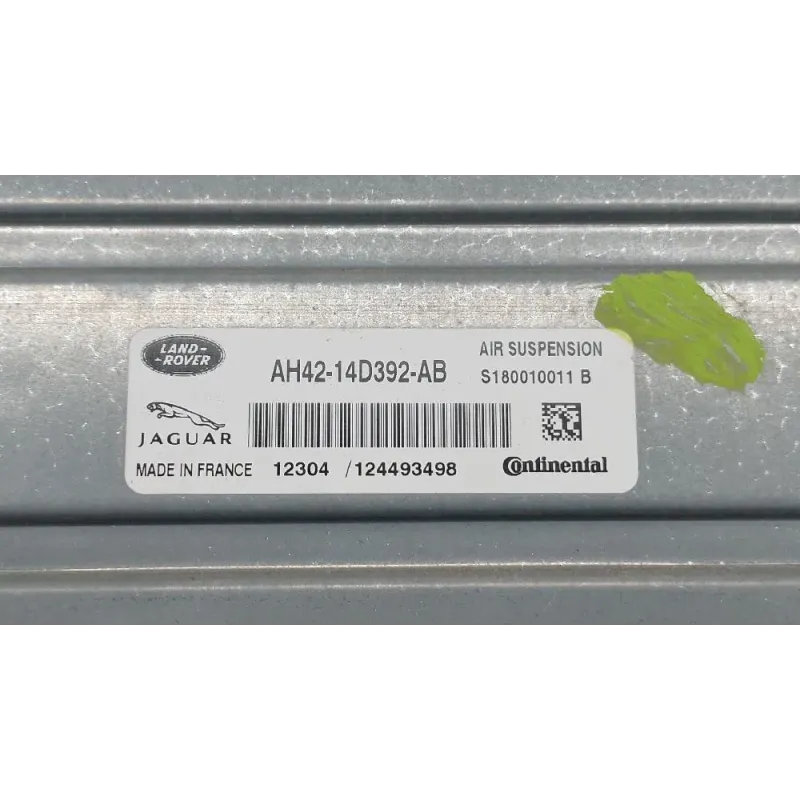 LAND-
ROVER
AH42-14D392-AB
AIR SUSPENSION
S180010011 B
JAGUAR
MADE IN FRANCE 12304 /124493498
Continental